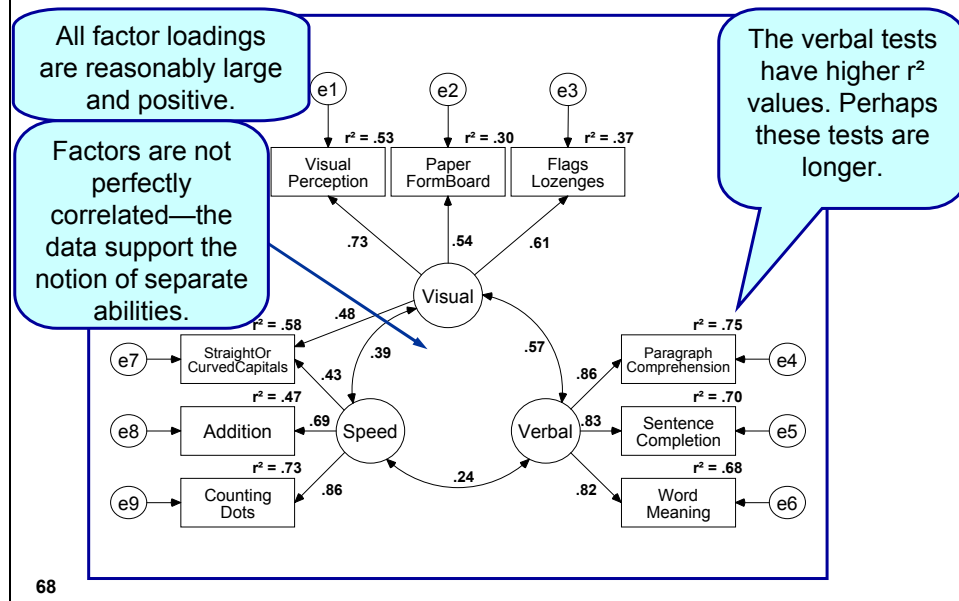 All factor loadings
are reasonably large
and positive.
The verbal tests
have higher r²
values. Perhaps
these tests are
longer.
Factors are not
perfectly
correlated—the
data support the
notion of separate
abilities.
e1
e2
e3
r² = .53
r² = .30
r² = .37
Visual
Perception
Paper
FormBoard
Flags
Lozenges
.73
.54
.61
Visual
.48
.39
.57
r² = .58
e7
StraightOr
CurvedCapitals
.43
r² = .47
e8
Addition
.69
Speed
r² = .73
e9
Counting
Dots
.86
.24
Verbal
r² = .75
.86
Paragraph
Comprehension
e4
r² = .70
.83
Sentence
Completion
e5
r² = .68
.82
Word
Meaning
e6
68